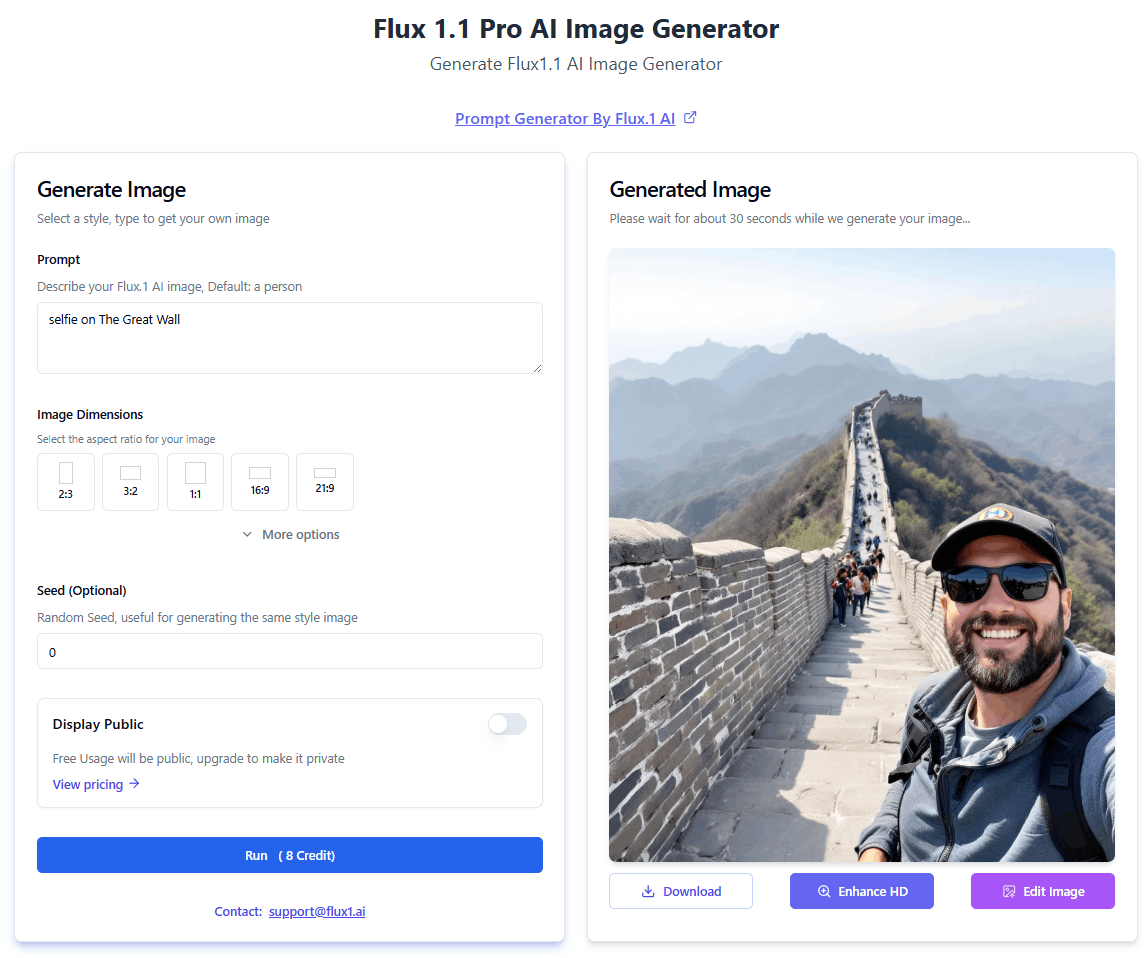 Flux 1.1 Pro AI Image Generator
Generate Flux1.1 AI Image Generator
Prompt Generator By Flux.1 AI
Generate Image
Select a style, type to get your own image
Prompt
Describe your Flux.1 AI image, Default: a person
selfie on The Great Wall
Image Dimensions
Select the aspect ratio for your image
2:3 3:2 1:1 16:9 21:9
More options
Seed (Optional)
Random Seed, useful for generating the same style image
0
Display Public
Free Usage will be public, upgrade to make it private
View pricing
Run ( 8 Credit)
Contact: support@flux1.ai
Generated Image
Please wait for about 30 seconds while we generate your image...
Download Enhance HD Edit Image